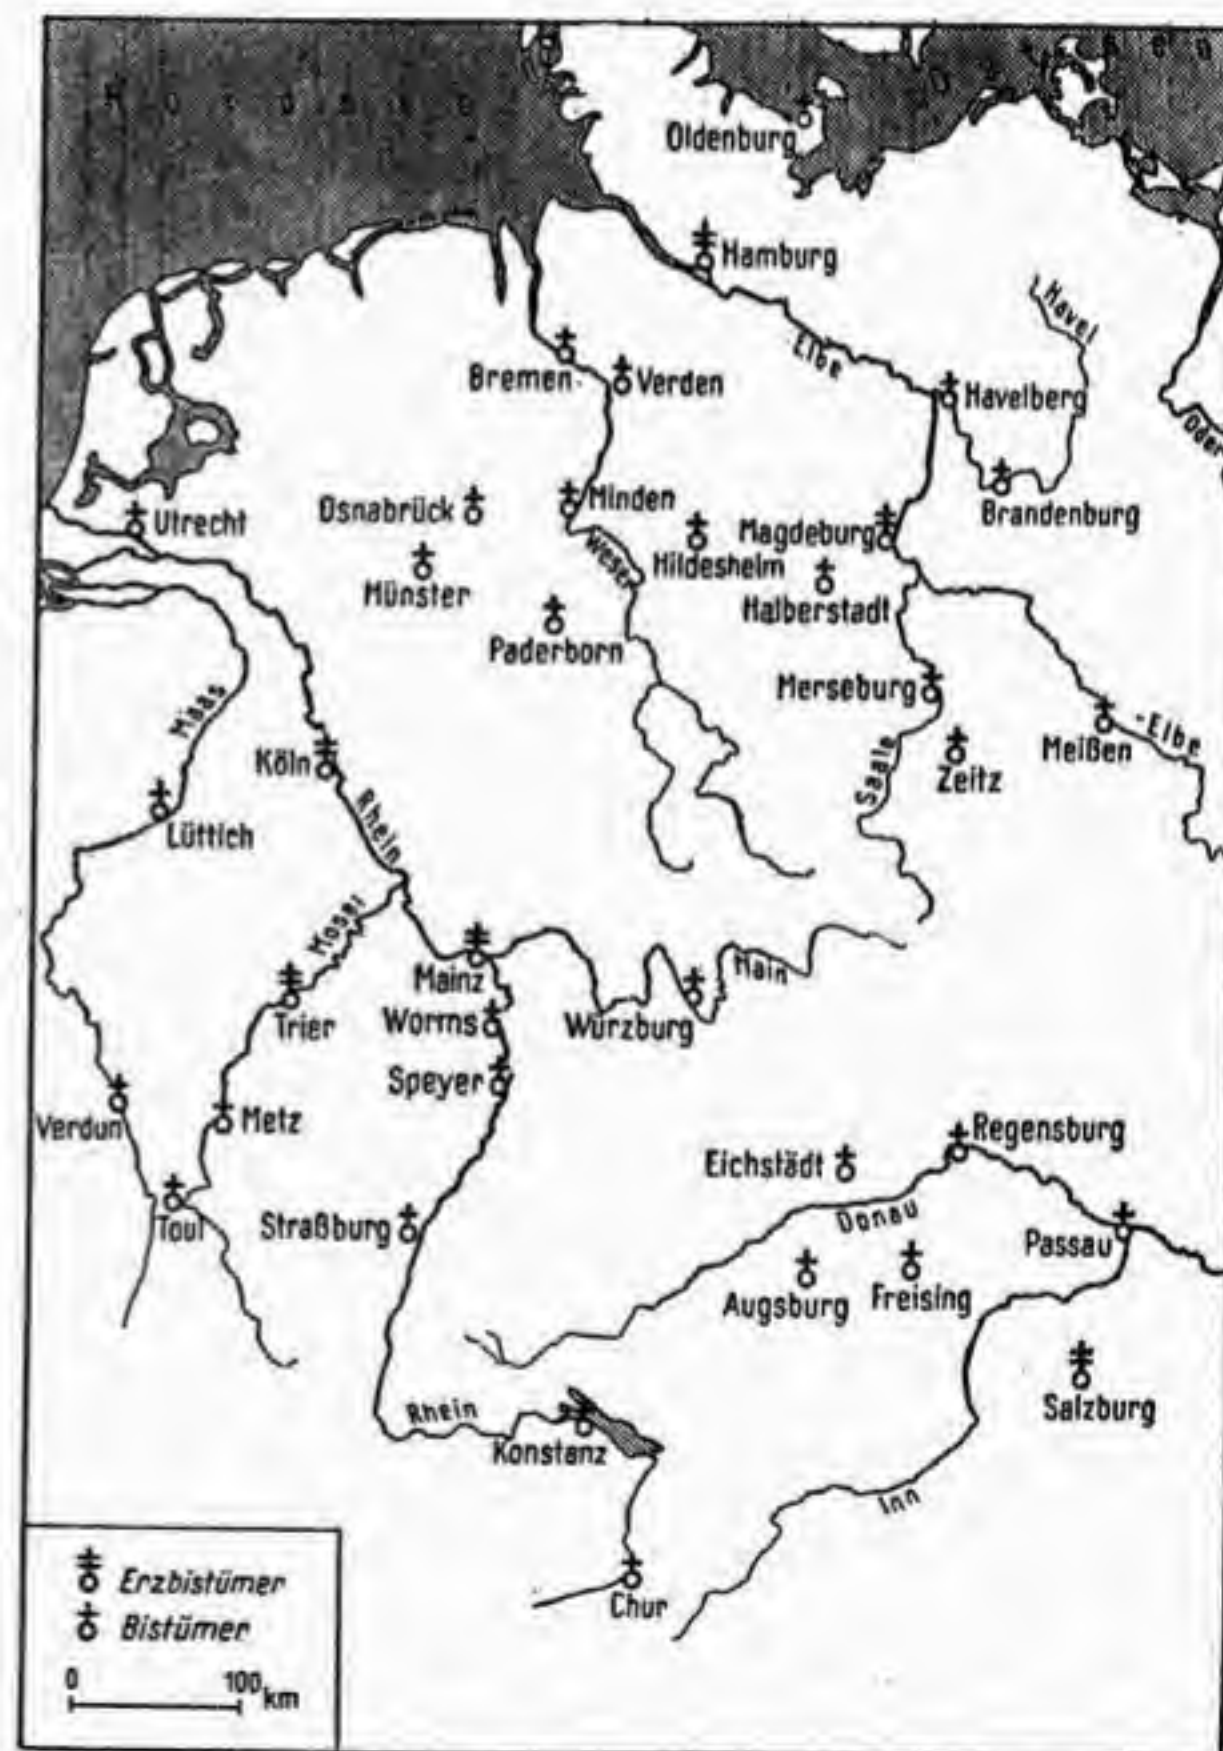 Oldenburg
Hamburg
Havel
Elbe
Bremen
Verden
Havelberg
Oder
Utrecht
Osnabrück
Minden
Magdeburg
Brandenburg
Weser
Hildesheim
Münster
Halberstadt
Paderborn
Merseburg
Maas
Köln
Saale
Zeitz
Meißen
Elbe
Rhein
Lüttich
Mosel
Mainz
Main
Trier
Worms
Würzburg
Speyer
Verdun
Metz
Regensburg
Eichstädt
Toul
Straßburg
Donau
Passau
Augsburg
Freising
Rhein
Konstanz
Salzburg
Inn
Chur
Erzbistümer
Bistümer
0 100 km